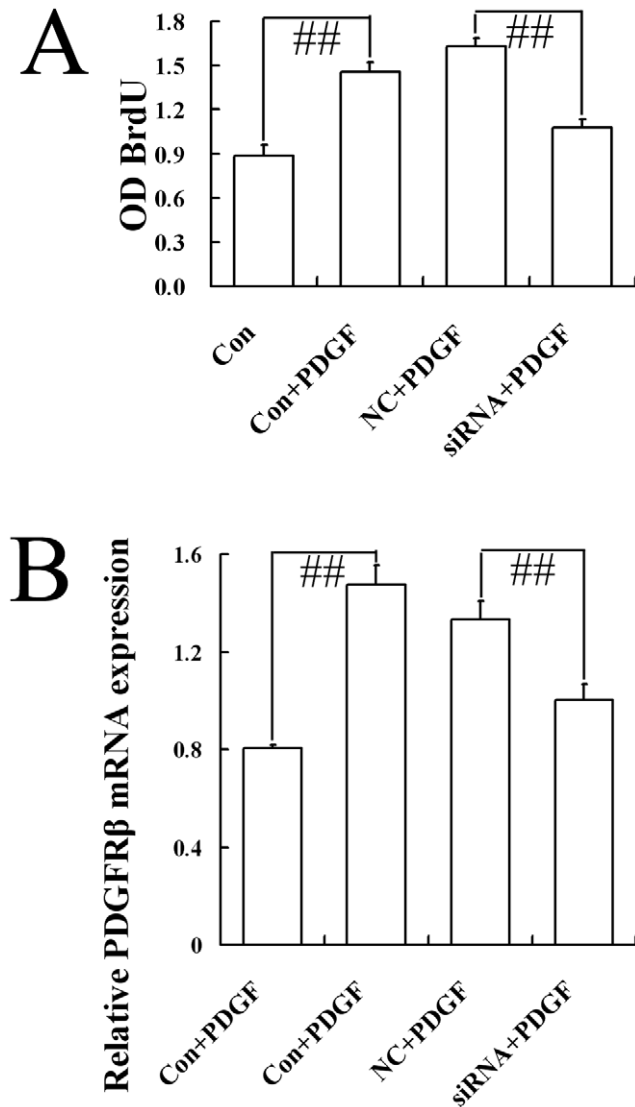 A
OD BrdU
1.8
1.5
1.2
0.9
0.6
0.3
0.0
##
##
Con
Con+PDGF
NC+PDGF
siRNA+PDGF
B
Relative PDGFRβ mRNA expression
1.6
1.2
0.8
0.4
0
##
##
Con+PDGF
Con+PDGF
NC+PDGF
siRNA+PDGF